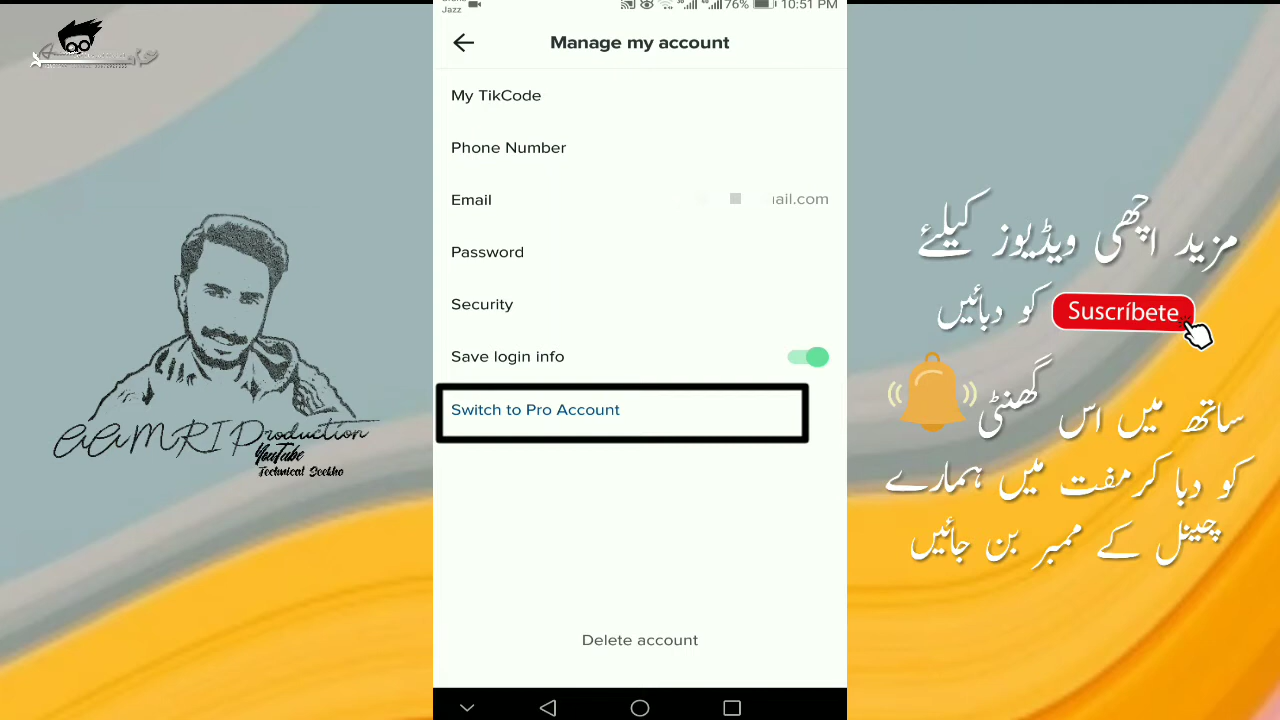 Jazz
76%
10:51 PM
Manage my account
My TikCode
Phone Number
Email
ail.com
Password
Security
Save login info
Switch to Pro Account
Delete account
AAMRI Production
YouTube
Technical Seekho
مزید اچھی ویڈیوز کیلئے
Suscríbete کو دبائیں
ساتھ میں اس گھنٹی
کو دبا کر مفت میں ہمارے
چینل کے ممبر بن جائیں